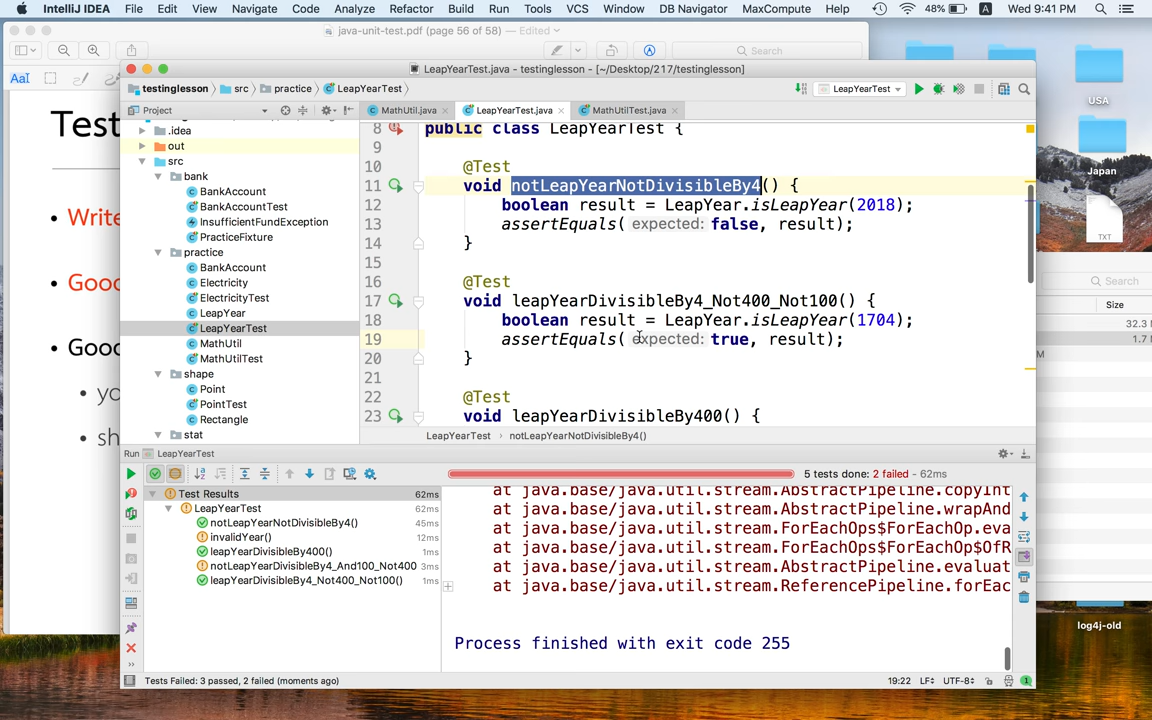 IntelliJ IDEA File Edit View Navigate Code Analyze Refactor Build Run Tools VCS Window DB Navigator MaxCompute Help 48% A Wed 9:41 PM
java-unit-test.pdf (page 56 of 58) — Edited
Search
AaI
Test
Write
Good
Good
yo
sh
LeapYearTest.java - testinglesson - [~/Desktop/217/testinglesson]
testinglesson src practice LeapYearTest
LeapYearTest
Project
MathUtil.java LeapYearTest.java MathUtilTest.java
.idea
out
src
bank
BankAccount
BankAccountTest
InsufficientFundException
PracticeFixture
practice
BankAccount
Electricity
ElectricityTest
LeapYear
LeapYearTest
MathUtil
MathUtilTest
shape
Point
PointTest
Rectangle
stat
8 public class LeapYearTest {
9
10 @Test
11 void notLeapYearNotDivisibleBy4() {
12 boolean result = LeapYear.isLeapYear(2018);
13 assertEquals( expected: false, result);
14 }
15
16 @Test
17 void leapYearDivisibleBy4_Not400_Not100() {
18 boolean result = LeapYear.isLeapYear(1704);
19 assertEquals( expected: true, result);
20 }
21
22 @Test
23 void leapYearDivisibleBy400() {
LeapYearTest › notLeapYearNotDivisibleBy4()
Run LeapYearTest
5 tests done: 2 failed - 62ms
Test Results 62ms
LeapYearTest 62ms
notLeapYearNotDivisibleBy4() 45ms
invalidYear() 12ms
leapYearDivisibleBy400() 1ms
notLeapYearDivisibleBy4_And100_Not400 3ms
leapYearDivisibleBy4_Not400_Not100() 1ms
at java.base/java.util.stream.AbstractPipeline.copyInt
at java.base/java.util.stream.AbstractPipeline.wrapAnd
at java.base/java.util.stream.ForEachOps$ForEachOp.eva
at java.base/java.util.stream.ForEachOps$ForEachOp$OfR
at java.base/java.util.stream.AbstractPipeline.evaluat
at java.base/java.util.stream.ReferencePipeline.forEac
Process finished with exit code 255
Tests Failed: 3 passed, 2 failed (moments ago)
19:22 LF÷ UTF-8÷ 1
USA
Japan
TXT
Search
Size
32.3
1.7
M
log4j-old